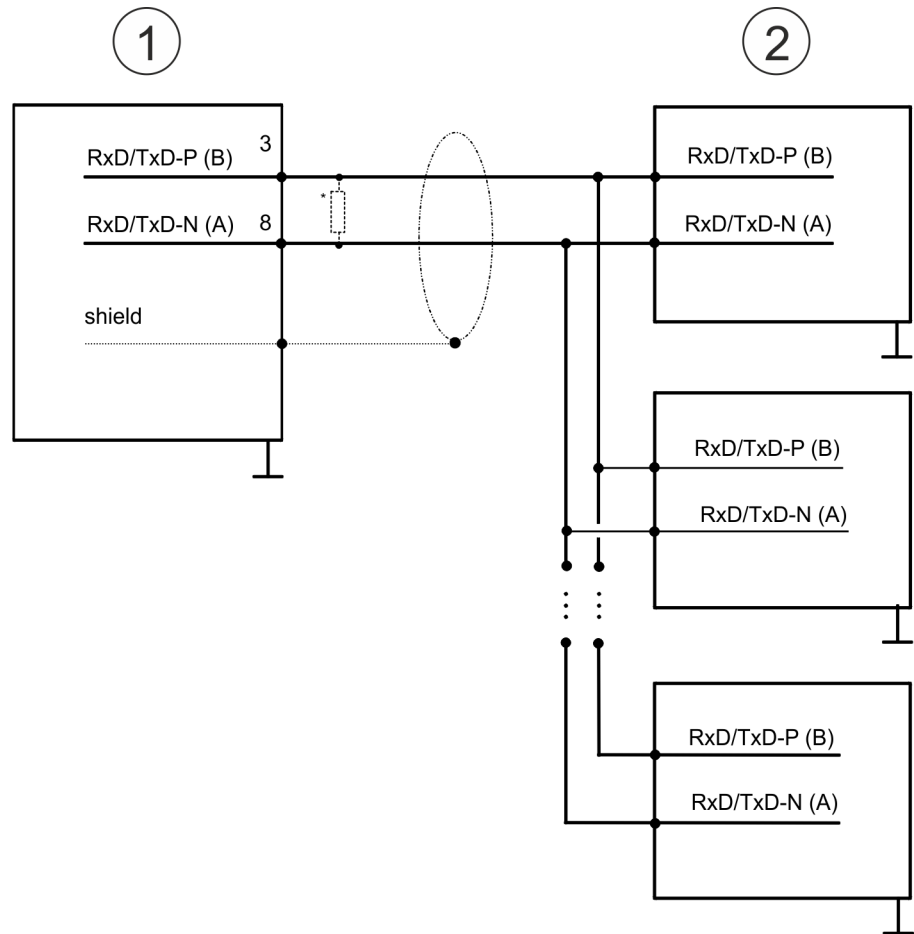 1
2
RxD/TxD-P (B)
3
RxD/TxD-N (A)
8
*
shield
RxD/TxD-P (B)
RxD/TxD-N (A)
RxD/TxD-P (B)
RxD/TxD-N (A)
RxD/TxD-P (B)
RxD/TxD-N (A)